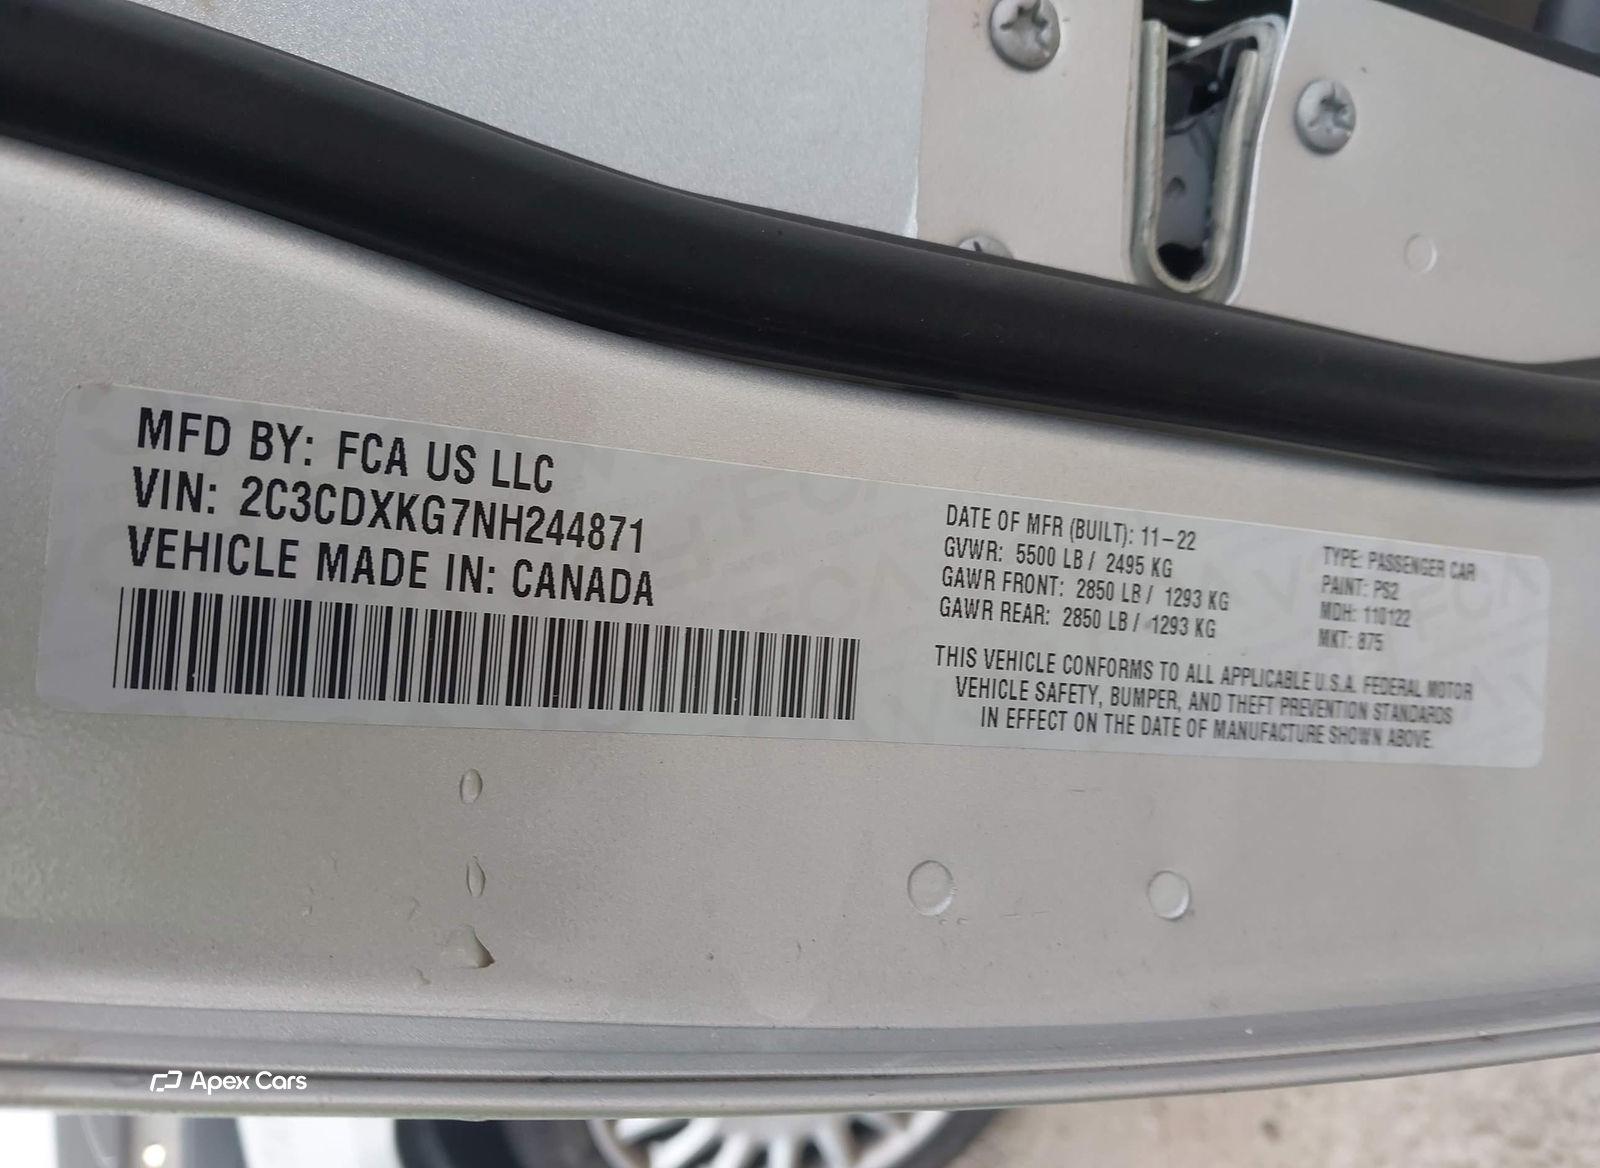 MFD BY: FCA US LLC
VIN: 2C3CDXKG7NH244871
VEHICLE MADE IN: CANADA
DATE OF MFR (BUILT): 11-22
GVWR: 5500 LB / 2495 KG
GAWR FRONT: 2850 LB / 1293 KG
GAWR REAR: 2850 LB / 1293 KG
TYPE: PASSENGER CAR
PAINT: PS2
MDH: 110122
MKT: 875
THIS VEHICLE CONFORMS TO ALL APPLICABLE U.S.A. FEDERAL MOTOR
VEHICLE SAFETY, BUMPER, AND THEFT PREVENTION STANDARDS
IN EFFECT ON THE DATE OF MANUFACTURE SHOWN ABOVE.
Apex Cars